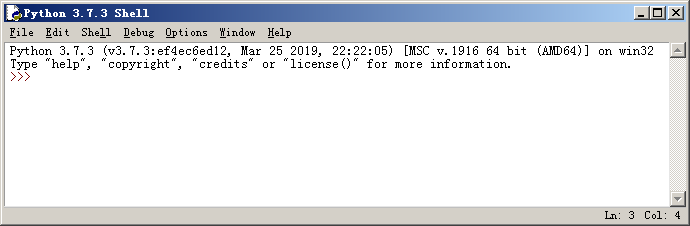 Python 3.7.3 Shell
File Edit Shell Debug Options Window Help
Python 3.7.3 (v3.7.3:ef4ec6ed12, Mar 25 2019, 22:22:05) [MSC v.1916 64 bit (AMD64)] on win32
Type "help", "copyright", "credits" or "license()" for more information.
>>>
Ln: 3 Col: 4